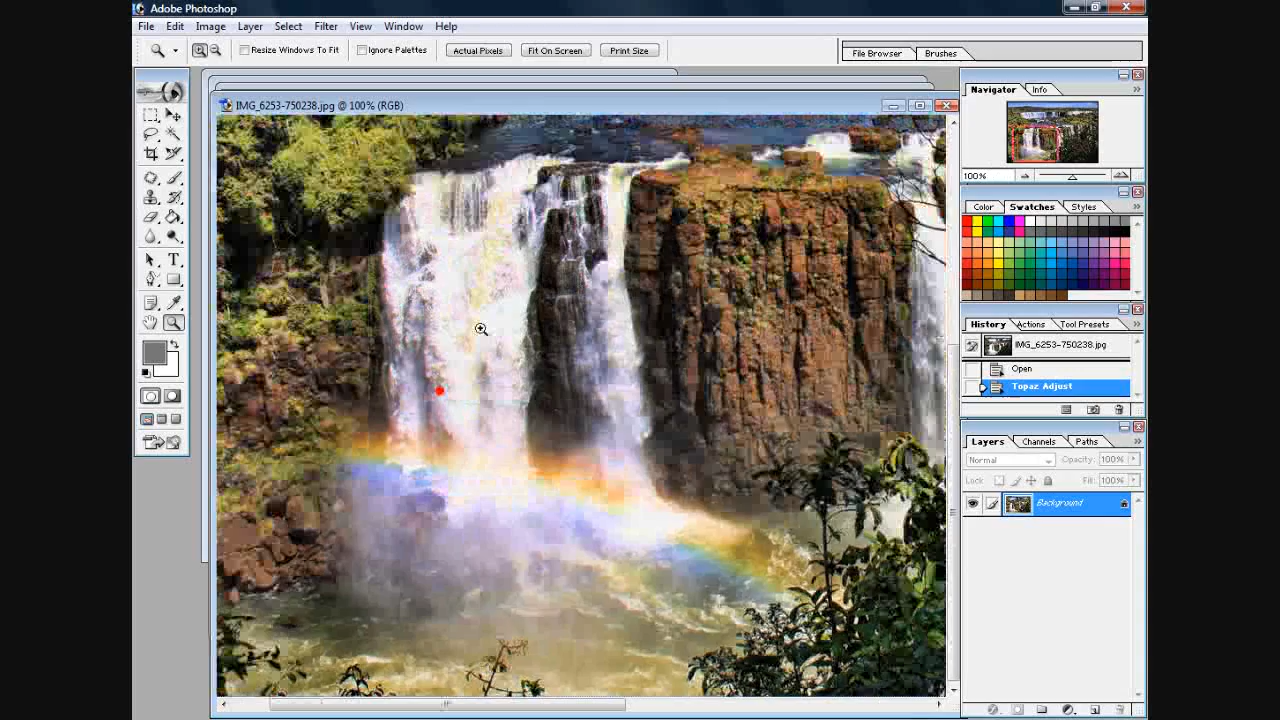 Adobe Photoshop
File Edit Image Layer Select Filter View Window Help
Resize Windows To Fit Ignore Palettes Actual Pixels Fit On Screen Print Size File Browser Brushes
IMG_6253-750238.jpg @ 100% (RGB)
Navigator Info
100%
Color Swatches Styles
History Actions Tool Presets
IMG_6253-750238.jpg
Open
Topaz Adjust
Layers Channels Paths
Normal Opacity: 100%
Lock: Fill: 100%
Background